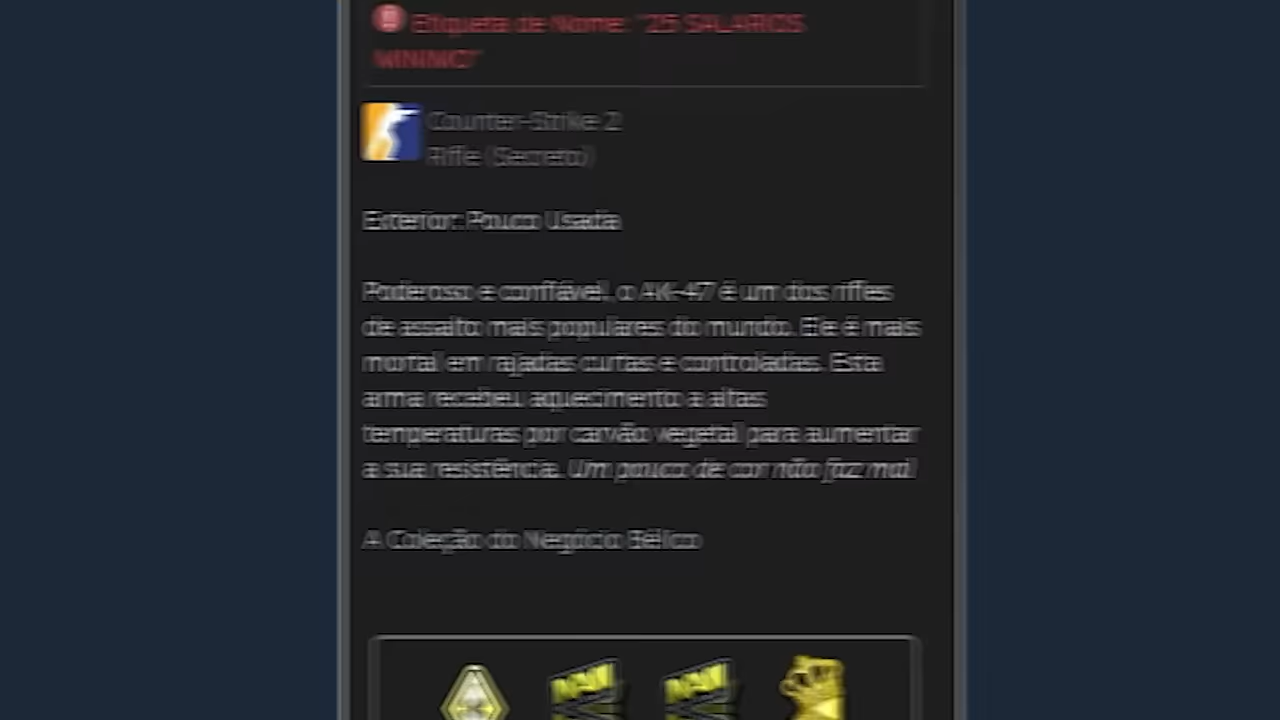 Etiqueta de Nome: "25 SALARIOS
MINIMO"
Counter-Strike 2
Rifle (Secreto)
Exterior: Pouco Usada
Poderoso e confiável, o AK-47 é um dos rifles
de assalto mais populares do mundo. Ele é mais
mortal em rajadas curtas e controladas. Esta
arma recebeu aquecimento a altas
temperaturas por carvão vegetal para aumentar
a sua resistência. Um pouco de cor não faz mal
A Coleção do Negócio Bélico
NAVI NAVI